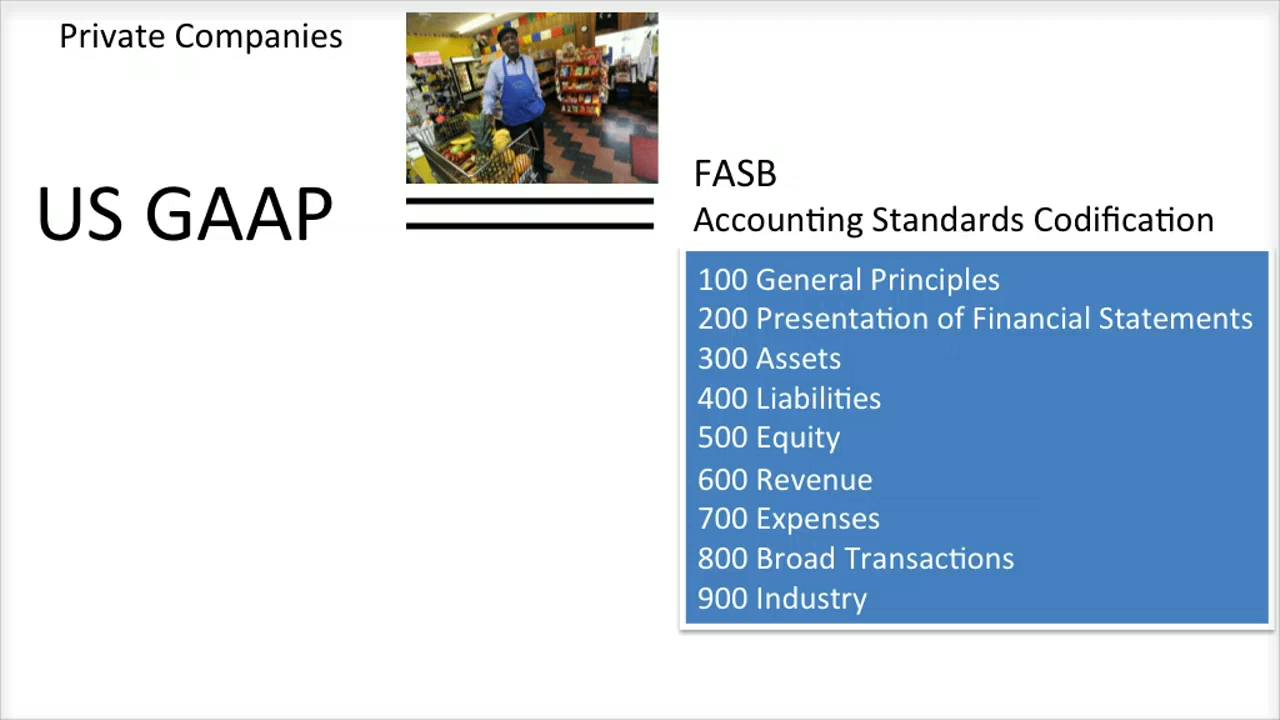 Private Companies
US GAAP
FASB
Accounting Standards Codification
100 General Principles
200 Presentation of Financial Statements
300 Assets
400 Liabilities
500 Equity
600 Revenue
700 Expenses
800 Broad Transactions
900 Industry